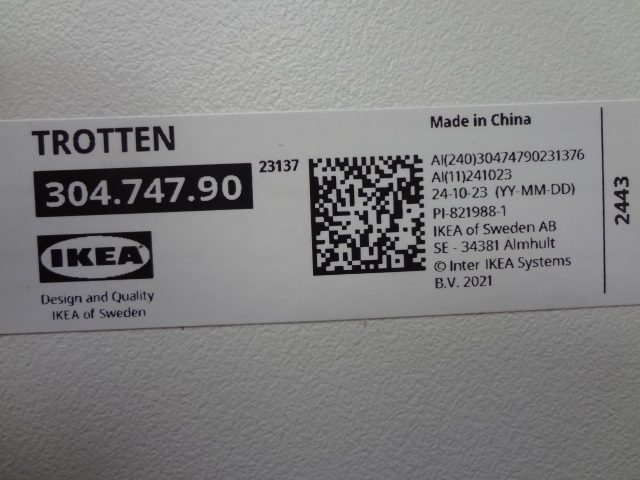 TROTTEN
304.747.90
23137
IKEA
Design and Quality
IKEA of Sweden
Made in China
AI(240)30474790231376
AI(11)241023
24-10-23 (YY-MM-DD)
PI-821988-1
IKEA of Sweden AB
SE - 34381 Almhult
© Inter IKEA Systems
B.V. 2021
2443